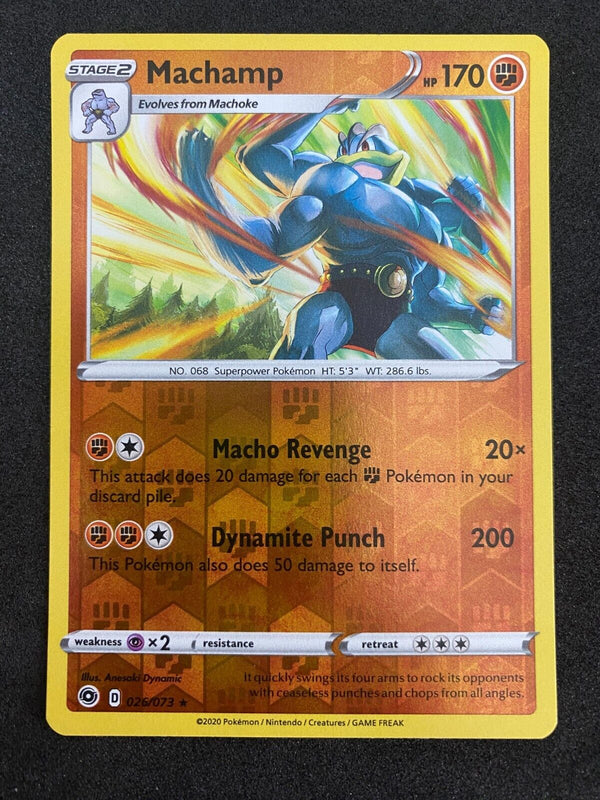 STAGE 2 Machamp HP 170
Evolves from Machoke
NO. 068 Superpower Pokémon HT: 5'3" WT: 286.6 lbs.
Macho Revenge 20×
This attack does 20 damage for each Pokémon in your
discard pile.
Dynamite Punch 200
This Pokémon also does 50 damage to itself.
weakness ×2 resistance retreat
Illus. Anesaki Dynamic
It quickly swings its four arms to rock its opponents
with ceaseless punches and chops from all angles.
D 026/073 ★
©2020 Pokémon / Nintendo / Creatures / GAME FREAK